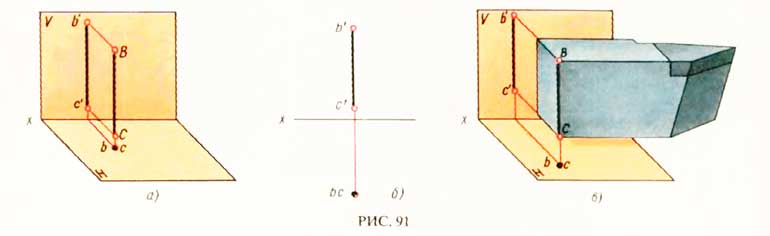 V b' B c' C x b c H а)
b' c' x bc б)
V b' B c' C x b c H в)
РИС. 91